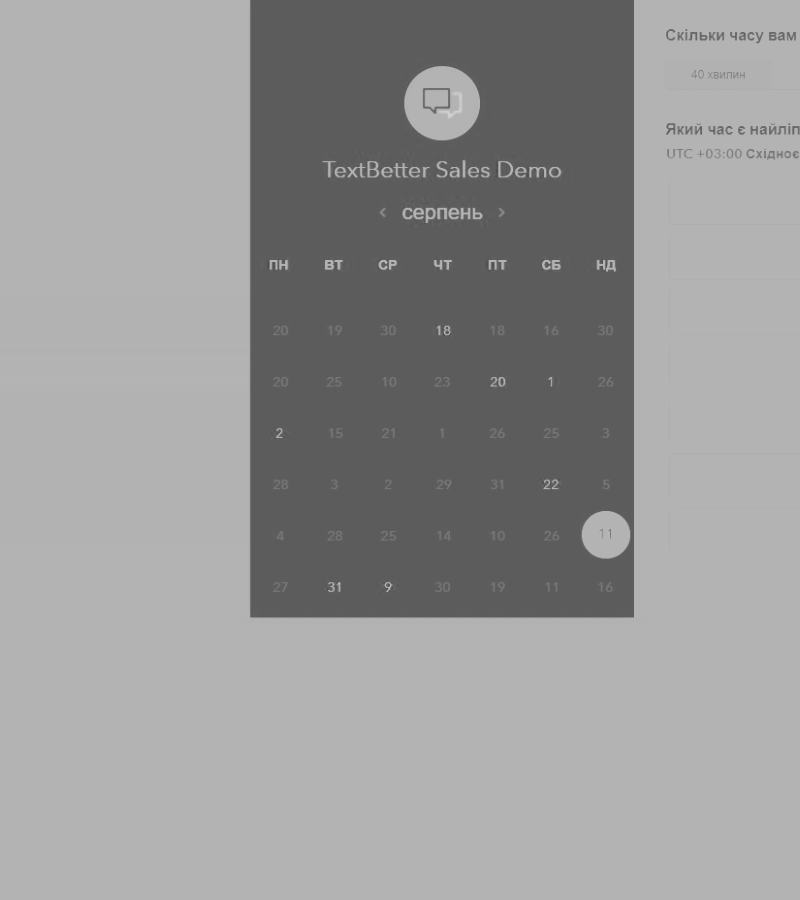 TextBetter Sales Demo
серпень
ПН ВТ СР ЧТ ПТ СБ НД
20 19 30 18 18 16 30
20 25 10 23 20 1 26
2 15 21 1 26 25 3
28 3 2 29 31 22 5
4 28 25 14 10 26 11
27 31 9 30 19 11 16
Скільки часу вам
40 хвилин
Який час є найліп
UTC +03:00 Східноє